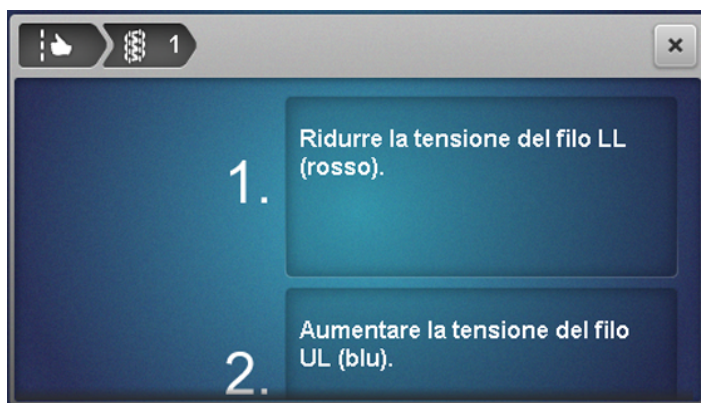 1
1.
Ridurre la tensione del filo LL
(rosso).
2.
Aumentare la tensione del filo
UL (blu).